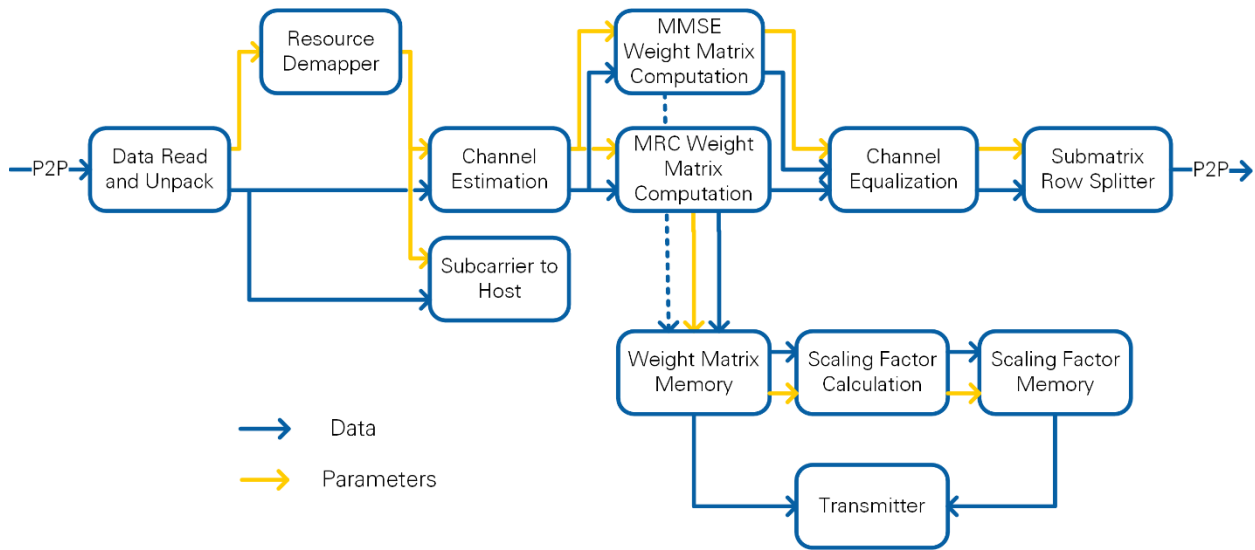 Resource
Demapper
MMSE
Weight Matrix
Computation
P2P
Data Read
and Unpack
Channel
Estimation
MRC Weight
Matrix
Computation
Channel
Equalization
Submatrix
Row Splitter
P2P
Subcarrier to
Host
Weight Matrix
Memory
Scaling Factor
Calculation
Scaling Factor
Memory
Data
Parameters
Transmitter